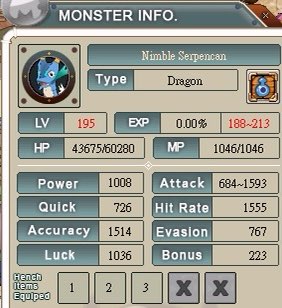 MONSTER INFO.
Nimble Serpencan
Type Dragon
LV 195 EXP 0.00% 188~213
HP 43675/60280 MP 1046/1046
Power 1008 Attack 684~1593
Quick 726 Hit Rate 1555
Accuracy 1514 Evasion 767
Luck 1036 Bonus 223
Hench
Items
Equiped
1 2 3 X X